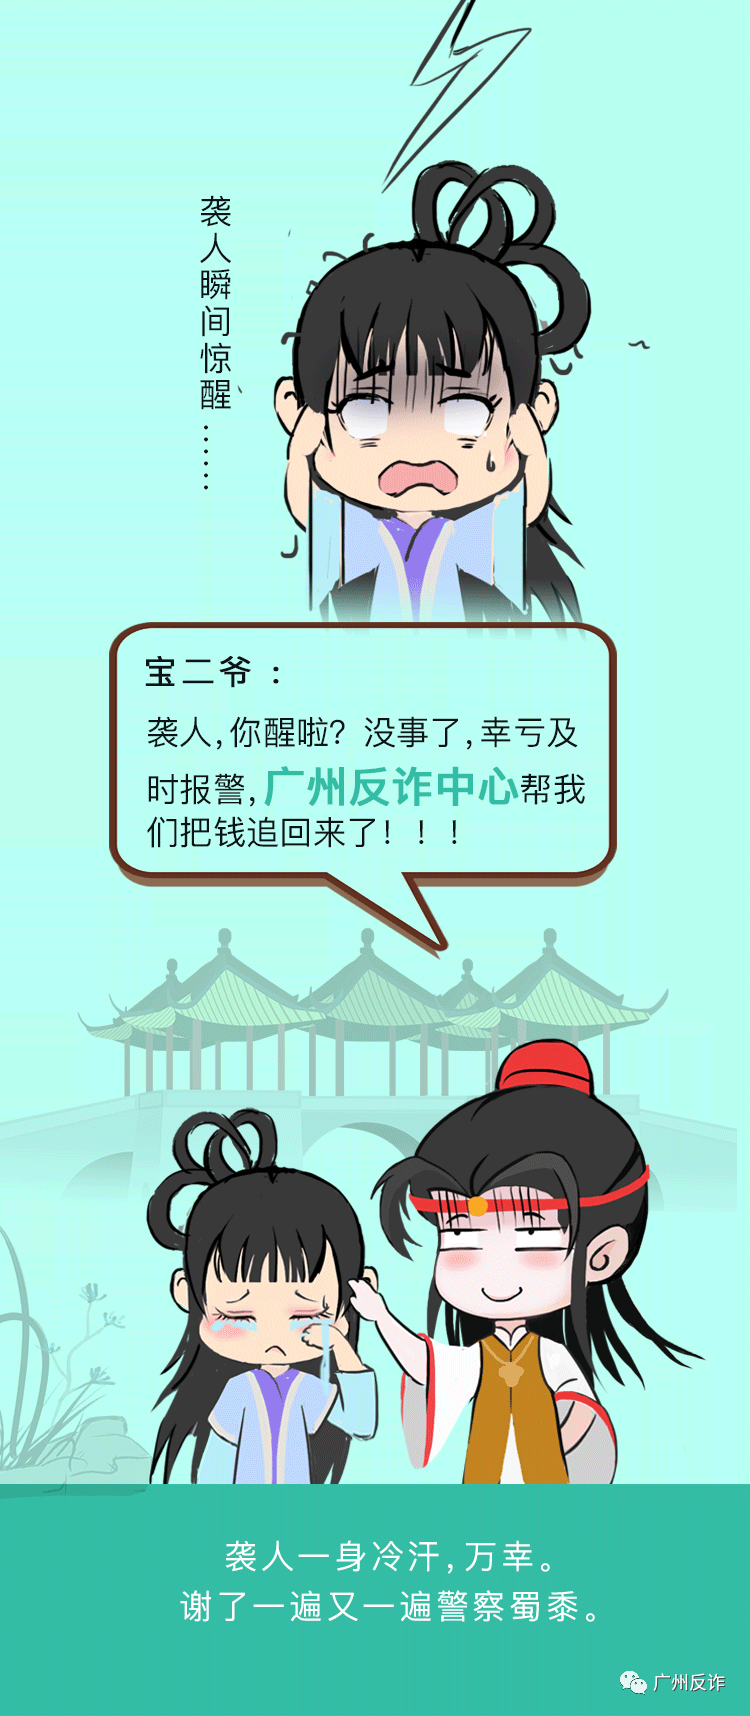 袭人瞬间惊醒……
宝二爷：
袭人,你醒啦？没事了,幸亏及
时报警,广州反诈中心帮我
们把钱追回来了！！！
袭人一身冷汗,万幸。
谢了一遍又一遍警察蜀黍。
广州反诈